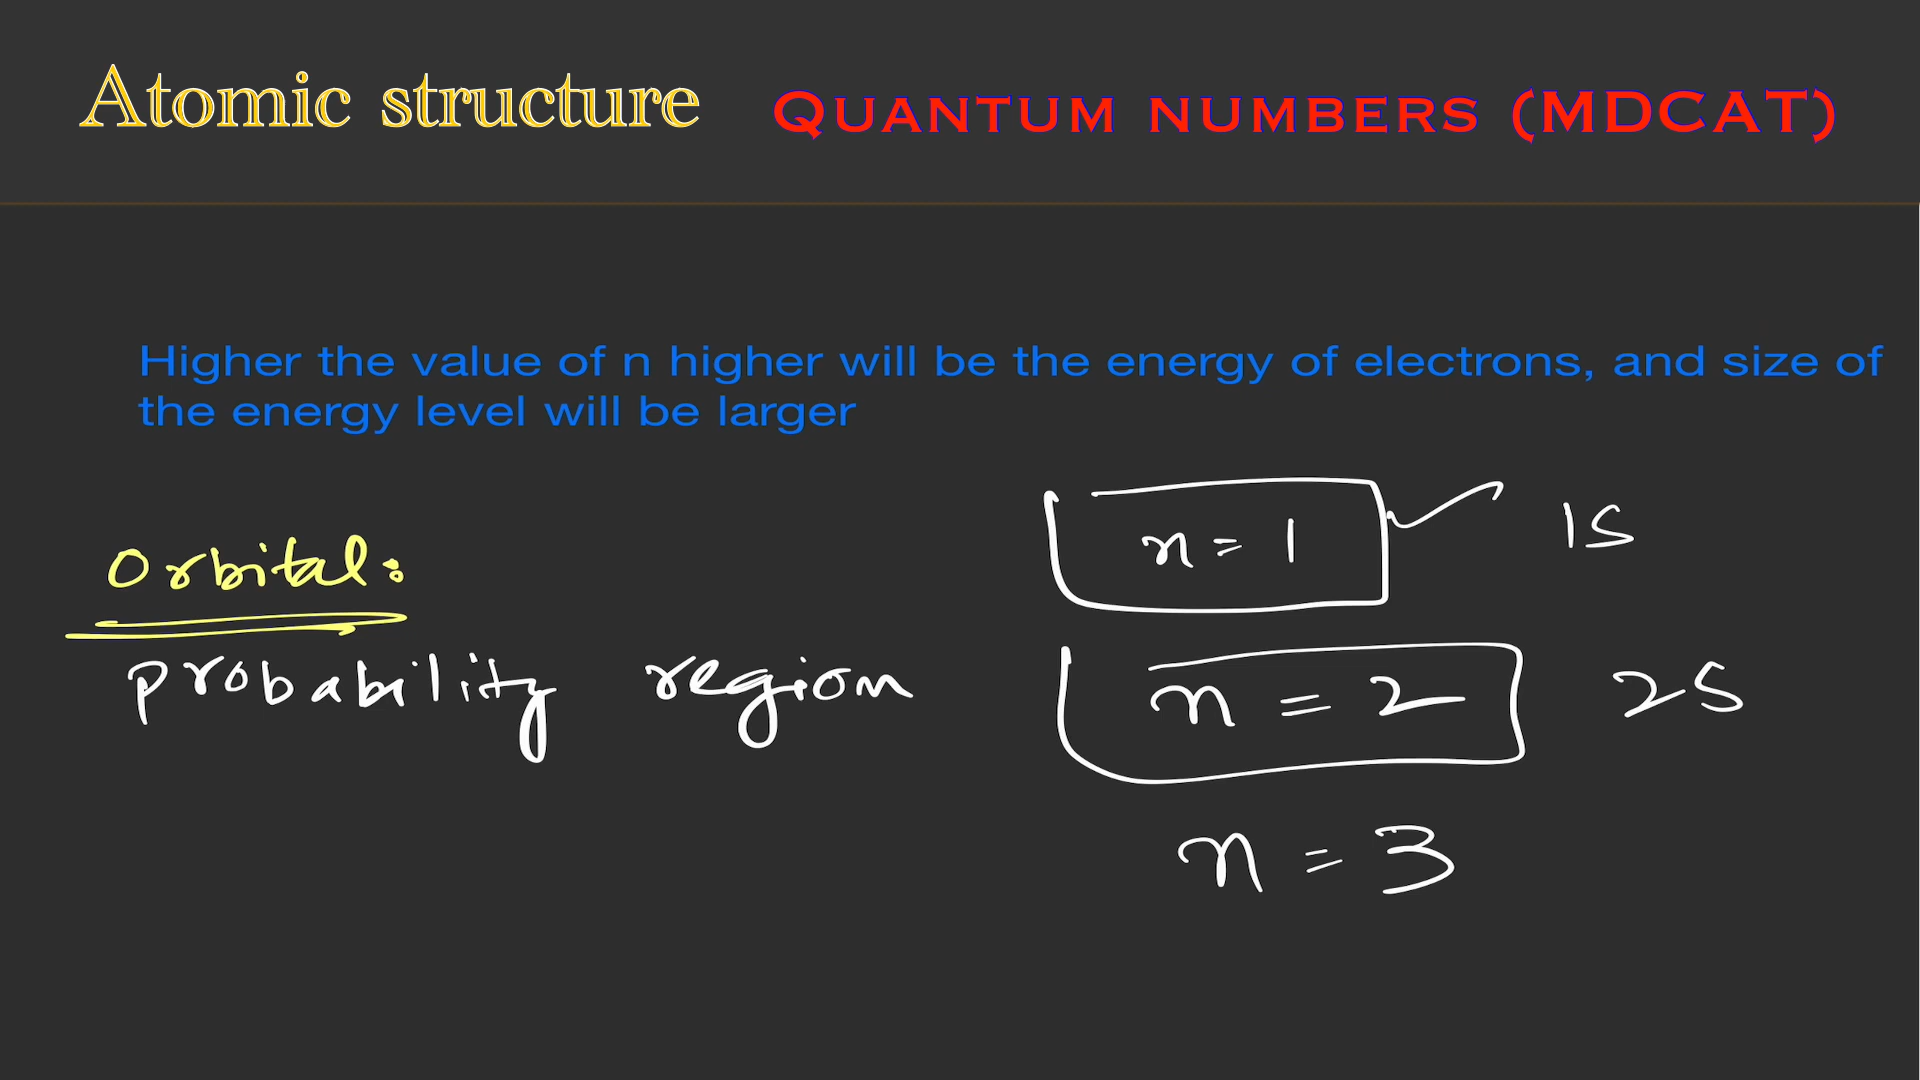 Atomic structure QUANTUM NUMBERS (MDCAT)
Higher the value of n higher will be the energy of electrons, and size of
the energy level will be larger
Orbital:
probability region
n = 1 1s
n = 2 2s
n = 3